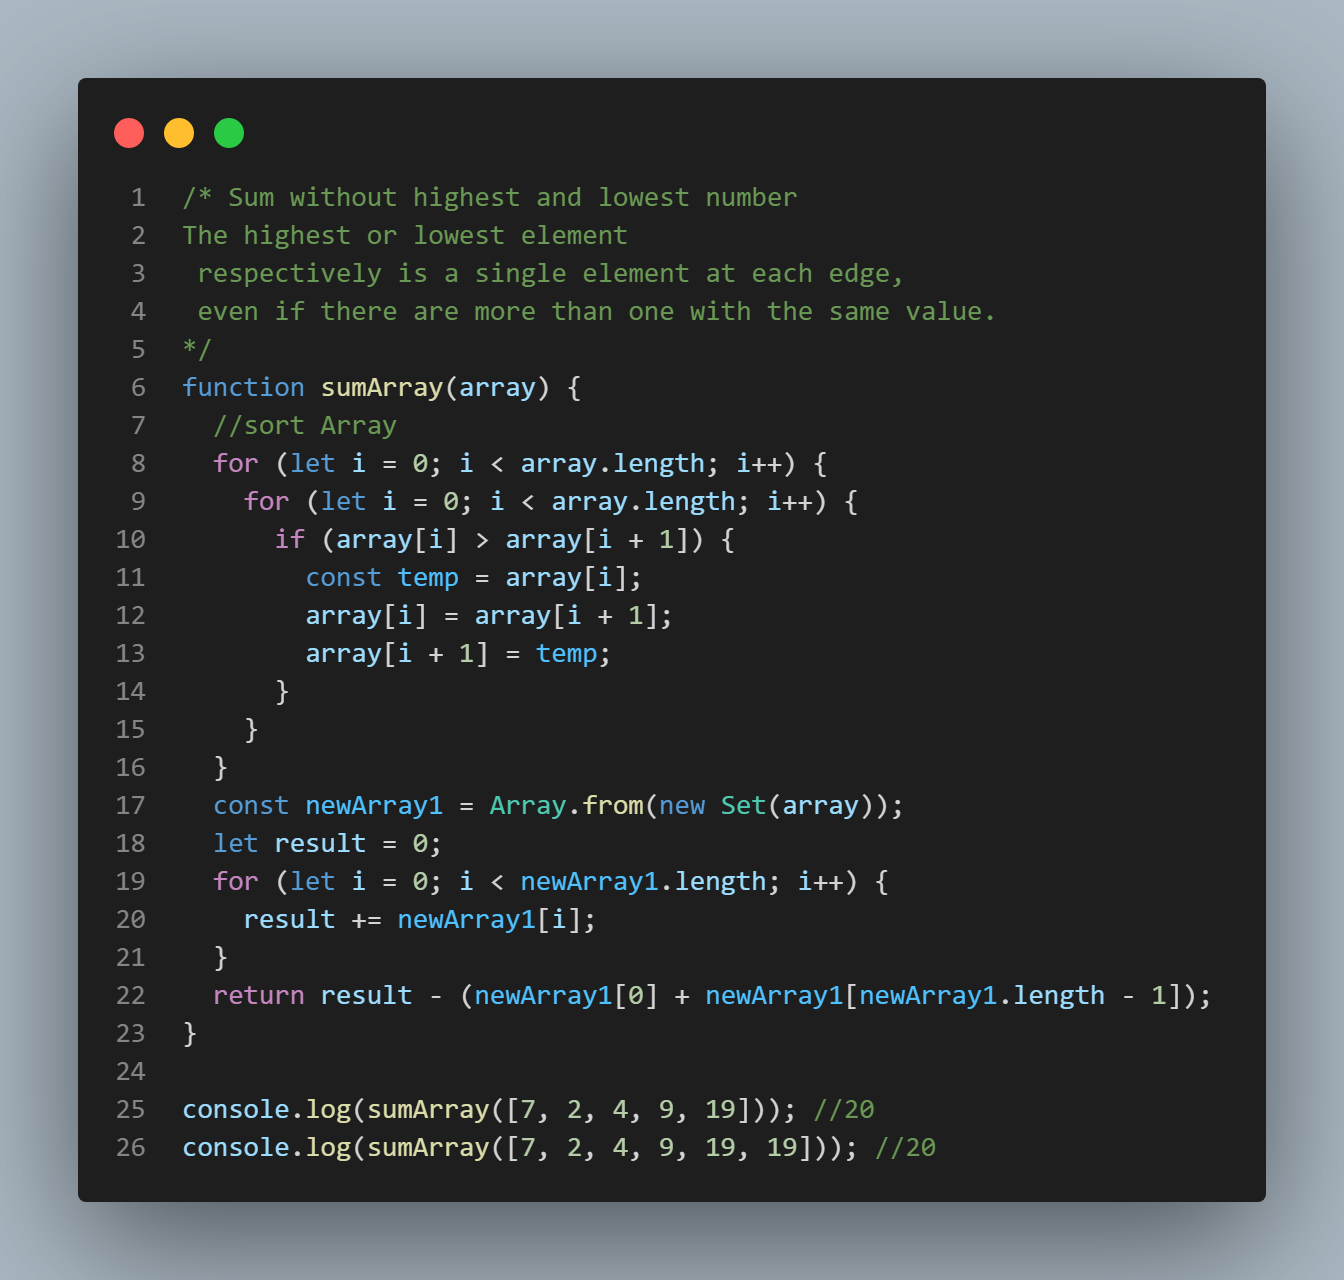 1 /* Sum without highest and lowest number
2 The highest or lowest element
3  respectively is a single element at each edge,
4  even if there are more than one with the same value.
5 */
6 function sumArray(array) {
7   //sort Array
8   for (let i = 0; i < array.length; i++) {
9     for (let i = 0; i < array.length; i++) {
10       if (array[i] > array[i + 1]) {
11         const temp = array[i];
12         array[i] = array[i + 1];
13         array[i + 1] = temp;
14       }
15     }
16   }
17   const newArray1 = Array.from(new Set(array));
18   let result = 0;
19   for (let i = 0; i < newArray1.length; i++) {
20     result += newArray1[i];
21   }
22   return result - (newArray1[0] + newArray1[newArray1.length - 1]);
23 }
24
25 console.log(sumArray([7, 2, 4, 9, 19])); //20
26 console.log(sumArray([7, 2, 4, 9, 19, 19])); //20